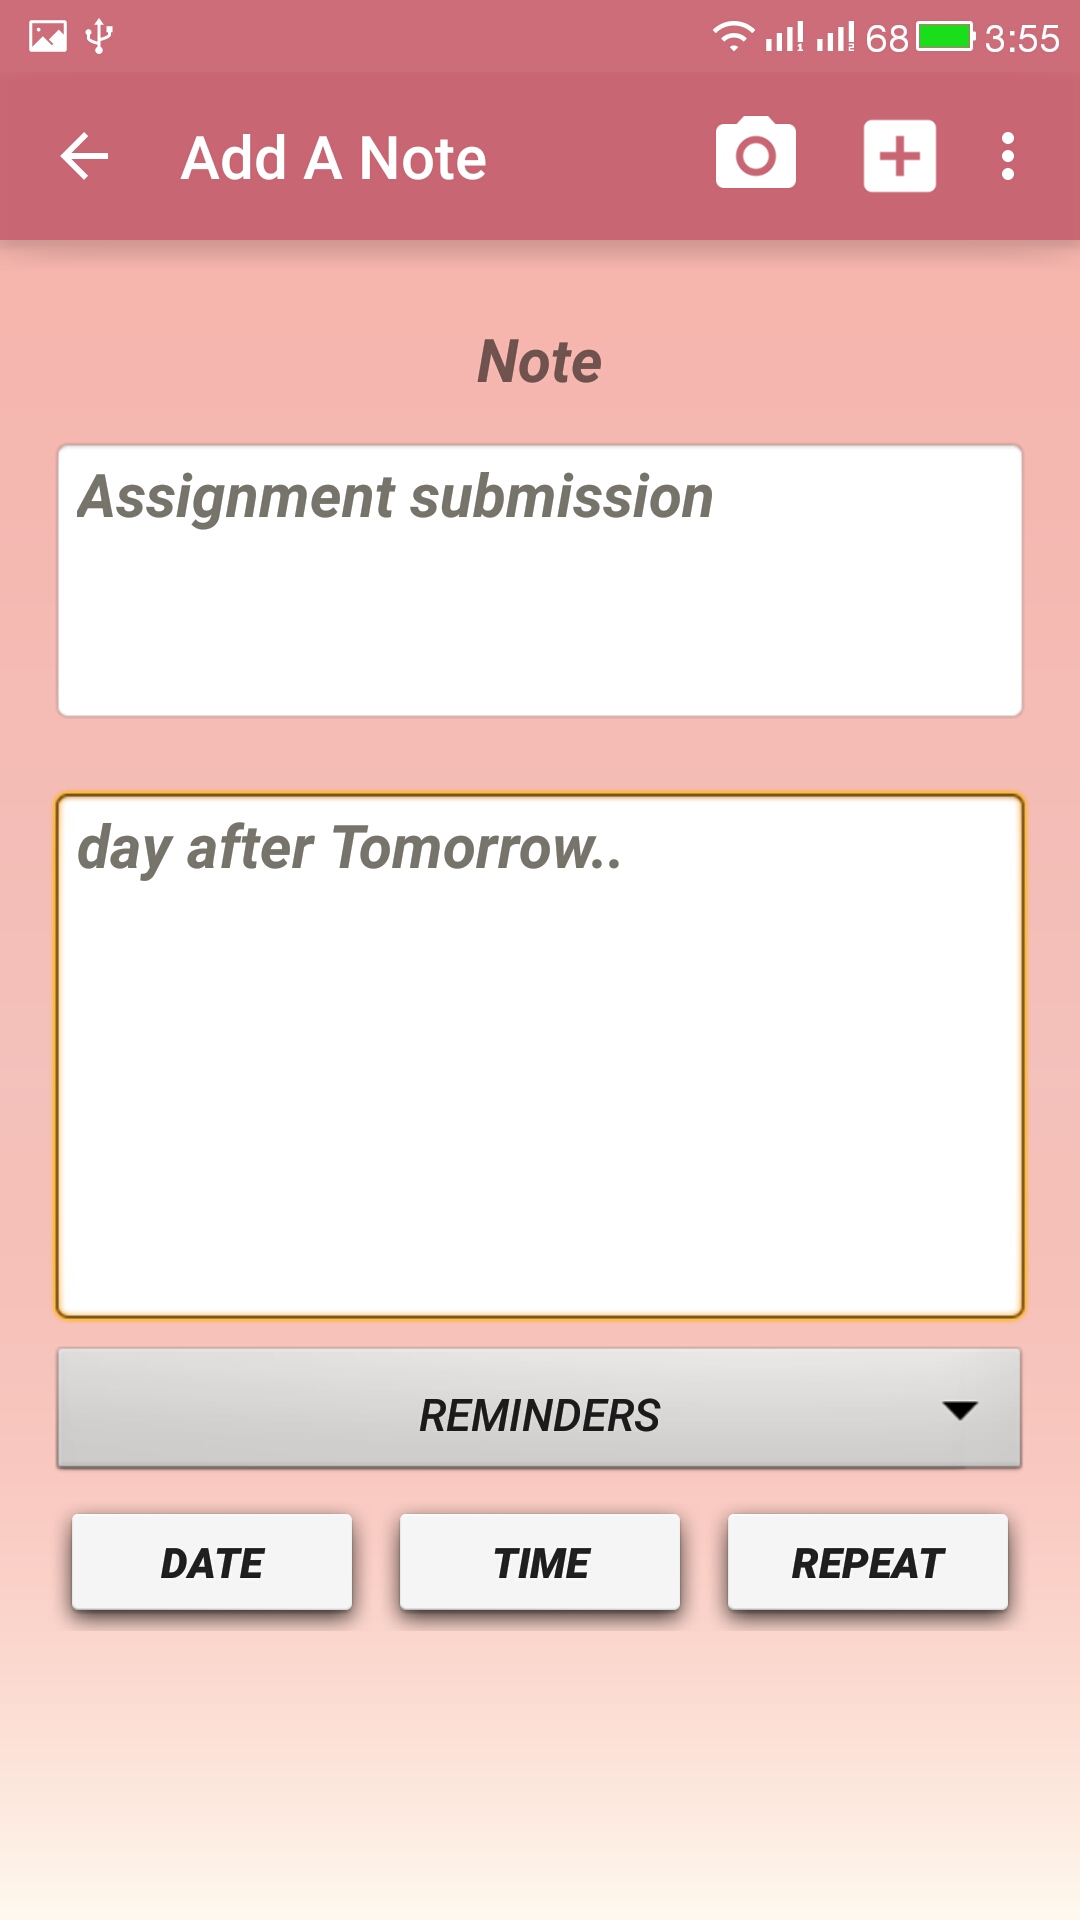 68 3:55
Add A Note
Note
Assignment submission
day after Tomorrow..
REMINDERS
DATE TIME REPEAT